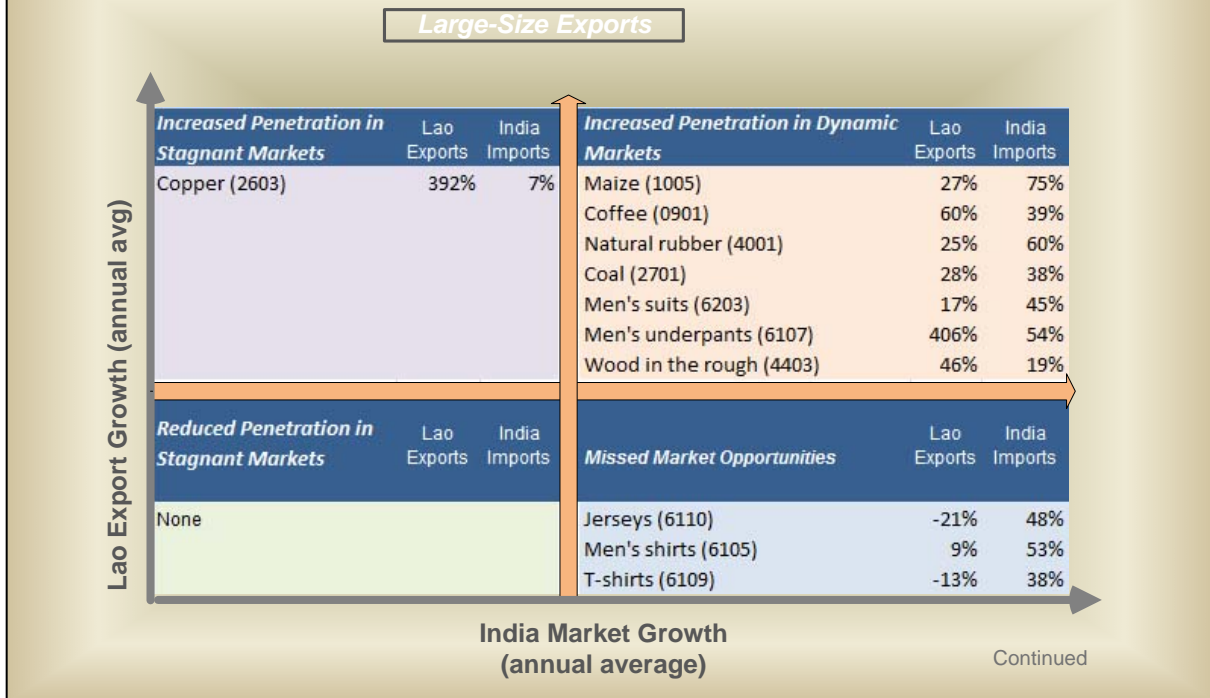 Large-Size Exports
Increased Penetration in Stagnant Markets Lao Exports India Imports
Copper (2603) 392% 7%
Increased Penetration in Dynamic Markets Lao Exports India Imports
Maize (1005) 27% 75%
Coffee (0901) 60% 39%
Natural rubber (4001) 25% 60%
Coal (2701) 28% 38%
Men's suits (6203) 17% 45%
Men's underpants (6107) 406% 54%
Wood in the rough (4403) 46% 19%
Reduced Penetration in Stagnant Markets Lao Exports India Imports
None
Missed Market Opportunities Lao Exports India Imports
Jerseys (6110) -21% 48%
Men's shirts (6105) 9% 53%
T-shirts (6109) -13% 38%
Lao Export Growth (annual avg)
India Market Growth
(annual average)
Continued